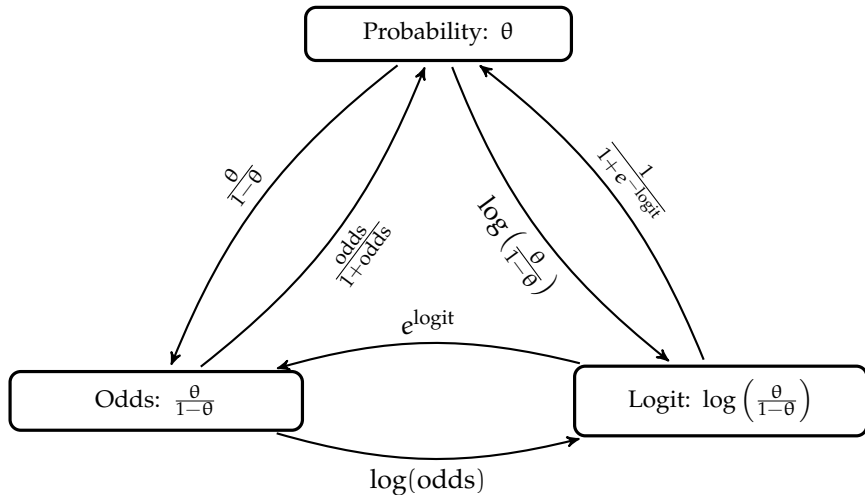 Probability: θ
θ/(1−θ)
odds/(1+odds)
log(θ/(1−θ))
1/(1+e^(−logit))
e^logit
Odds: θ/(1−θ)
Logit: log(θ/(1−θ))
log(odds)